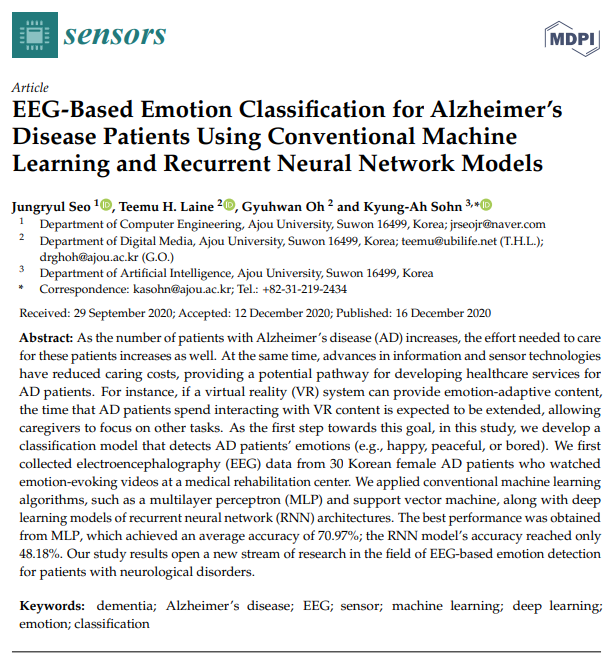 sensors
MDPI
Article
EEG-Based Emotion Classification for Alzheimer's
Disease Patients Using Conventional Machine
Learning and Recurrent Neural Network Models
Jungryul Seo 1 iD, Teemu H. Laine 2 iD, Gyuhwan Oh 2 and Kyung-Ah Sohn 3,* iD
1 Department of Computer Engineering, Ajou University, Suwon 16499, Korea; jrseojr@naver.com
2 Department of Digital Media, Ajou University, Suwon 16499, Korea; teemu@ubilife.net (T.H.L.);
drghoh@ajou.ac.kr (G.O.)
3 Department of Artificial Intelligence, Ajou University, Suwon 16499, Korea
* Correspondence: kasohn@ajou.ac.kr; Tel.: +82-31-219-2434
Received: 29 September 2020; Accepted: 12 December 2020; Published: 16 December 2020
Abstract: As the number of patients with Alzheimer's disease (AD) increases, the effort needed to care
for these patients increases as well. At the same time, advances in information and sensor technologies
have reduced caring costs, providing a potential pathway for developing healthcare services for
AD patients. For instance, if a virtual reality (VR) system can provide emotion-adaptive content,
the time that AD patients spend interacting with VR content is expected to be extended, allowing
caregivers to focus on other tasks. As the first step towards this goal, in this study, we develop a
classification model that detects AD patients' emotions (e.g., happy, peaceful, or bored). We first
collected electroencephalography (EEG) data from 30 Korean female AD patients who watched
emotion-evoking videos at a medical rehabilitation center. We applied conventional machine learning
algorithms, such as a multilayer perceptron (MLP) and support vector machine, along with deep
learning models of recurrent neural network (RNN) architectures. The best performance was obtained
from MLP, which achieved an average accuracy of 70.97%; the RNN model's accuracy reached only
48.18%. Our study results open a new stream of research in the field of EEG-based emotion detection
for patients with neurological disorders.
Keywords: dementia; Alzheimer's disease; EEG; sensor; machine learning; deep learning;
emotion; classification